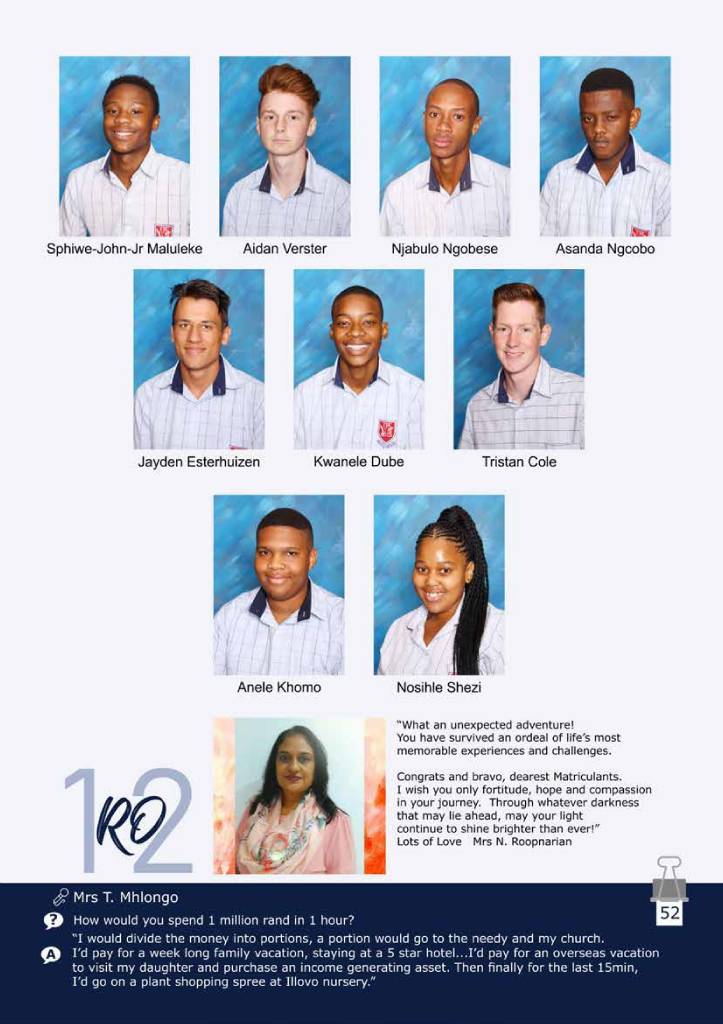 Sphiwe-John-Jr Maluleke
Aidan Verster
Njabulo Ngobese
Asanda Ngcobo
Jayden Esterhuizen
Kwanele Dube
Tristan Cole
Anele Khomo
Nosihle Shezi
"What an unexpected adventure!
You have survived an ordeal of life's most
memorable experiences and challenges.
Congrats and bravo, dearest Matriculants.
I wish you only fortitude, hope and compassion
in your journey. Through whatever darkness
that may lie ahead, may your light
continue to shine brighter than ever!"
Lots of Love Mrs N. Roopnarian
12
RO
Mrs T. Mhlongo
52
? How would you spend 1 million rand in 1 hour?
"I would divide the money into portions, a portion would go to the needy and my church.
A I'd pay for a week long family vacation, staying at a 5 star hotel...I'd pay for an overseas vacation
to visit my daughter and purchase an income generating asset. Then finally for the last 15min,
I'd go on a plant shopping spree at Illovo nursery."